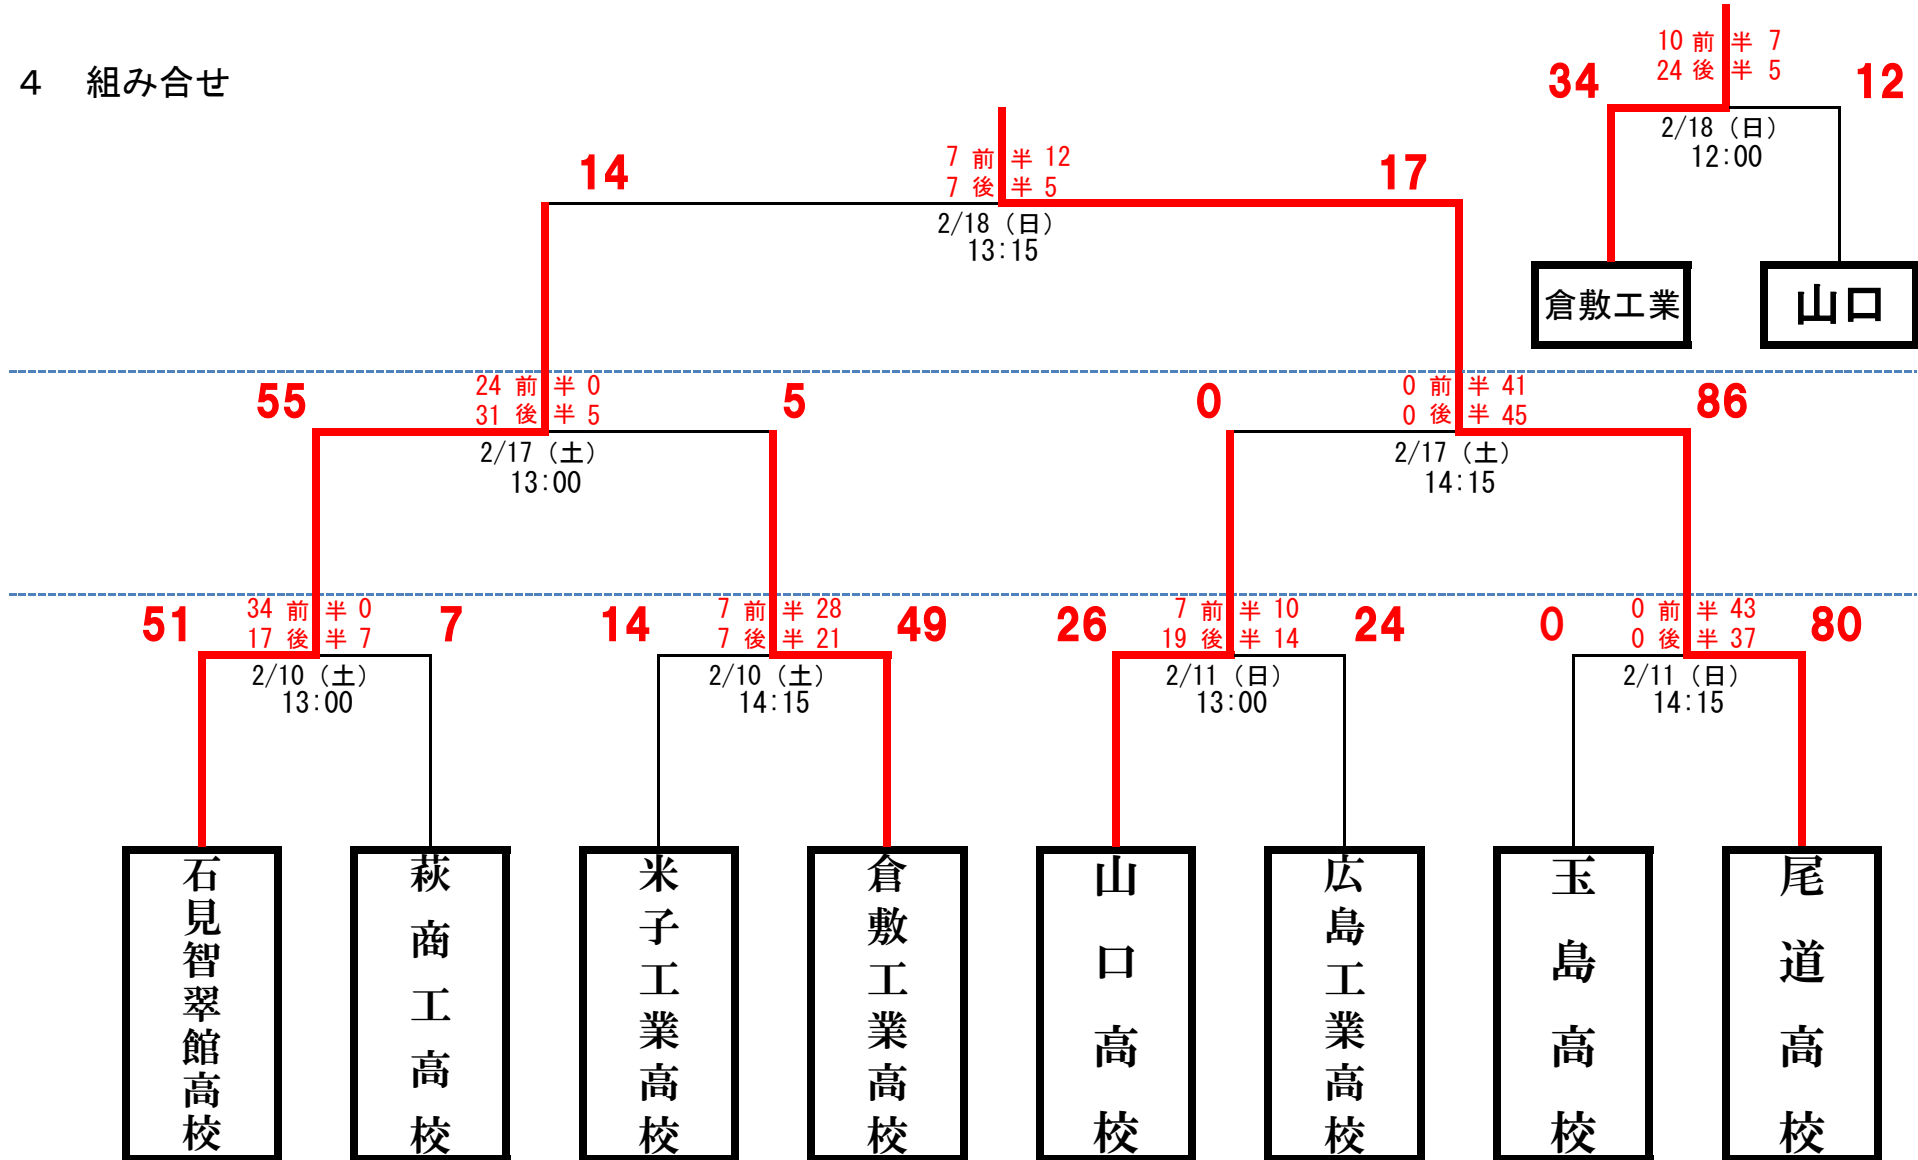 ４　組み合せ
10 前 半 7
24 後 半 5
34
12
2/18（日）
12:00
倉敷工業
山口
14
7 前 半 12
7 後 半 5
17
2/18（日）
13:15
55
24 前 半 0
31 後 半 5
5
2/17（土）
13:00
0
0 前 半 41
0 後 半 45
86
2/17（土）
14:15
51
34 前 半 0
17 後 半 7
7
2/10（土）
13:00
14
7 前 半 28
7 後 半 21
49
2/10（土）
14:15
26
7 前 半 10
19 後 半 14
24
2/11（日）
13:00
0
0 前 半 43
0 後 半 37
80
2/11（日）
14:15
石見智翠館高校
萩商工高校
米子工業高校
倉敷工業高校
山口高校
広島工業高校
玉島高校
尾道高校